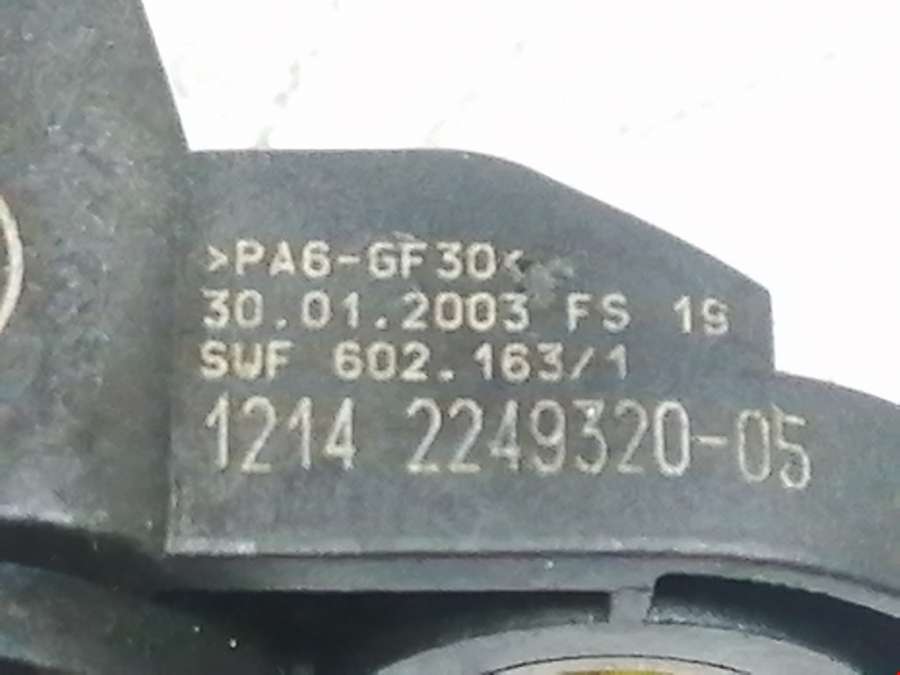 >PA6-GF30<
30.01.2003 FS 19
SWF 602.163/1
1214 2249320-05